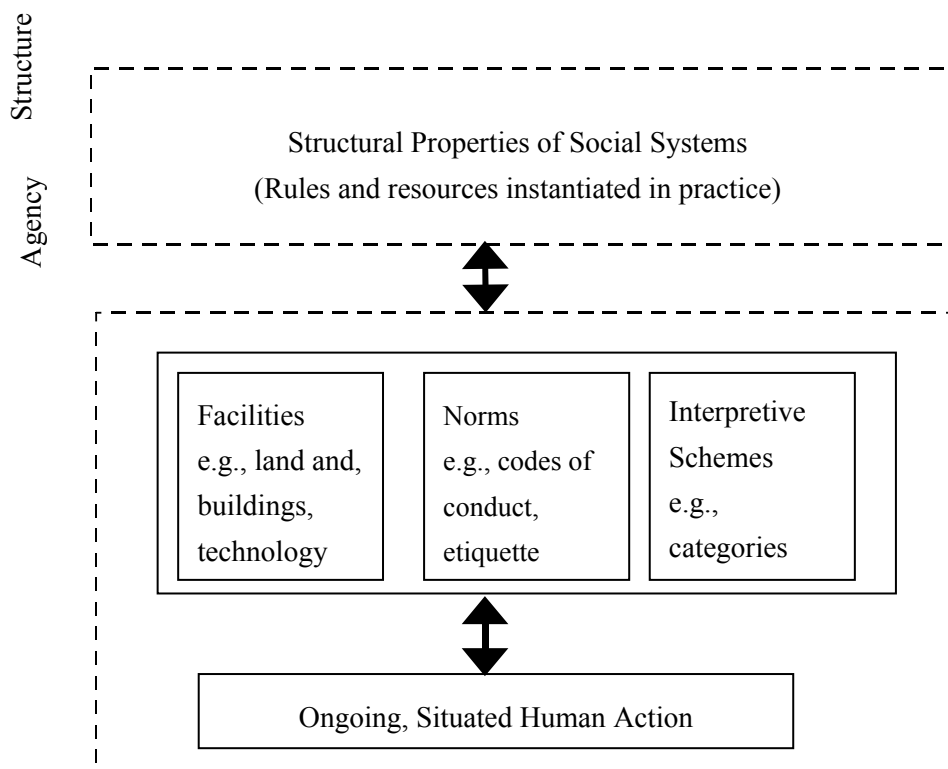 Structure
Structural Properties of Social Systems
(Rules and resources instantiated in practice)
Agency
Facilities
e.g., land and,
buildings,
technology
Norms
e.g., codes of
conduct,
etiquette
Interpretive
Schemes
e.g.,
categories
Ongoing, Situated Human Action